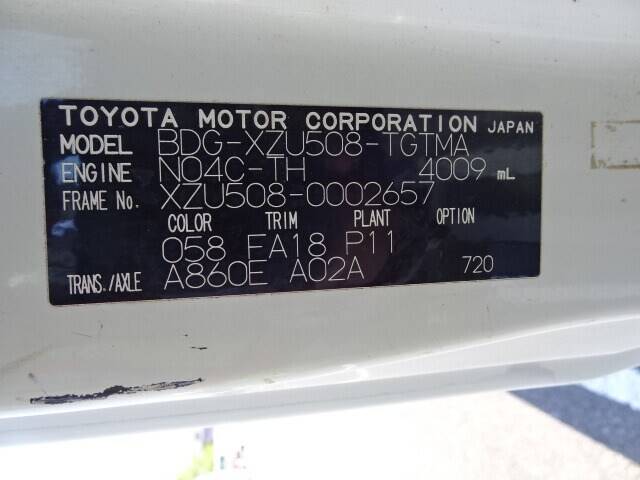 TOYOTA MOTOR CORPORATION JAPAN
MODEL BDG-XZU508-TGTMA
ENGINE N04C-TH 4009 mL
FRAME No. XZU508-0002657
COLOR TRIM PLANT OPTION
058 FA18 P11
TRANS./AXLE A860E A02A 720